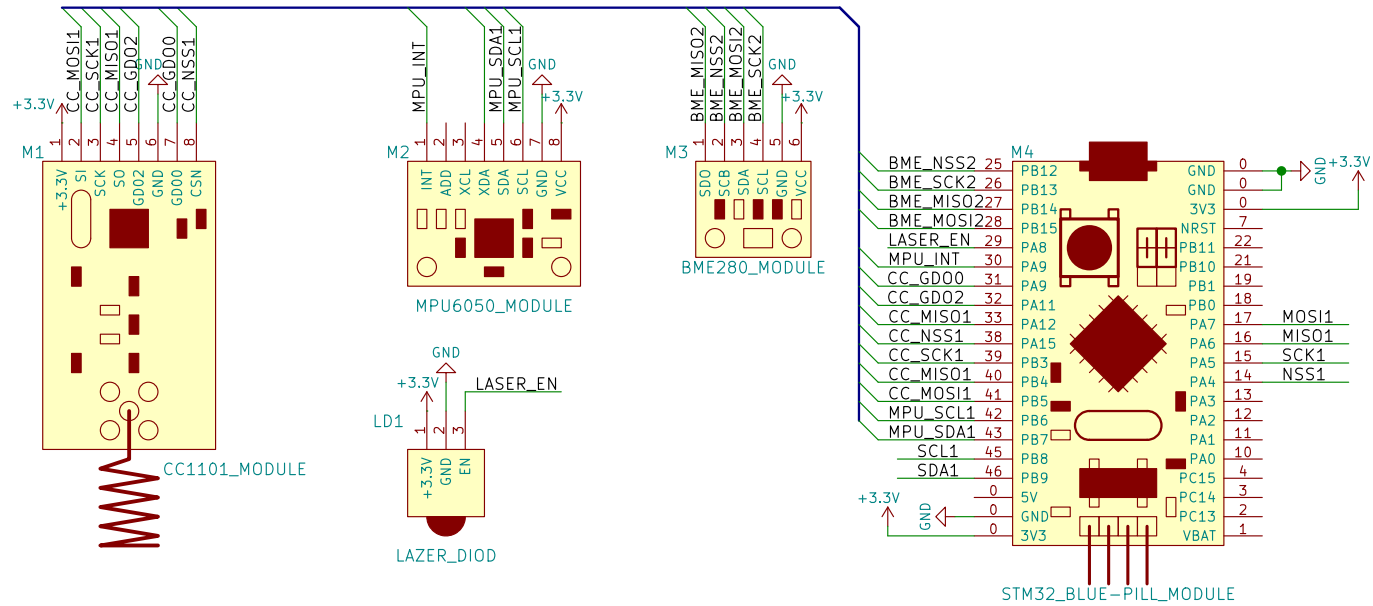 CC_MOSI1
CC_SCK1
CC_MISO1
CC_GDO2
GND
CC_GDO0
CC_NSS1
+3.3V
M1
1
2
3
4
5
6
7
8
+3.3V
SI
SCK
SO
GDO2
GND
GDO0
CSN
CC1101_MODULE
MPU_INT
MPU_SDA1
MPU_SCL1
GND
+3.3V
M2
1
2
3
4
5
6
7
8
INT
ADD
XCL
XDA
SDA
SCL
GND
VCC
MPU6050_MODULE
BME_MISO2
BME_NSS2
BME_MOSI2
BME_SCK2
GND
+3.3V
M3
1
2
3
4
5
6
SDO
SCB
SDA
SCL
GND
VCC
BME280_MODULE
GND
+3.3V
LASER_EN
LD1
1
2
3
+3.3V
GND
EN
LAZER_DIOD
M4
BME_NSS2 25 PB12
BME_SCK2 26 PB13
BME_MISO2 27 PB14
BME_MOSI2 28 PB15
LASER_EN 29 PA8
MPU_INT 30 PA9
CC_GDO0 31 PA9
CC_GDO2 32 PA11
CC_MISO1 33 PA12
CC_NSS1 38 PA15
CC_SCK1 39 PB3
CC_MISO1 40 PB4
CC_MOSI1 41 PB5
MPU_SCL1 42 PB6
MPU_SDA1 43 PB7
SCL1 45 PB8
SDA1 46 PB9
0 5V
+3.3V
GND 0 GND
0 3V3
GND 0 GND
+3.3V
GND 0
3V3 0
NRST 7
PB11 22
PB10 21
PB1 19
PB0 18
PA7 17 MOSI1
PA6 16 MISO1
PA5 15 SCK1
PA4 14 NSS1
PA3 13
PA2 12
PA1 11
PA0 10
PC15 4
PC14 3
PC13 2
VBAT 1
STM32_BLUE-PILL_MODULE